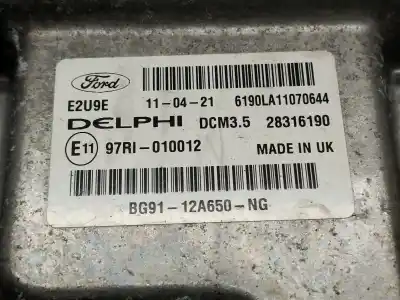 Ford
E2U9E 11-04-21 6190LA11070644
DELPHI DCM3.5 28316190
E11 97RI-010012 MADE IN UK
BG91-12A650-NG